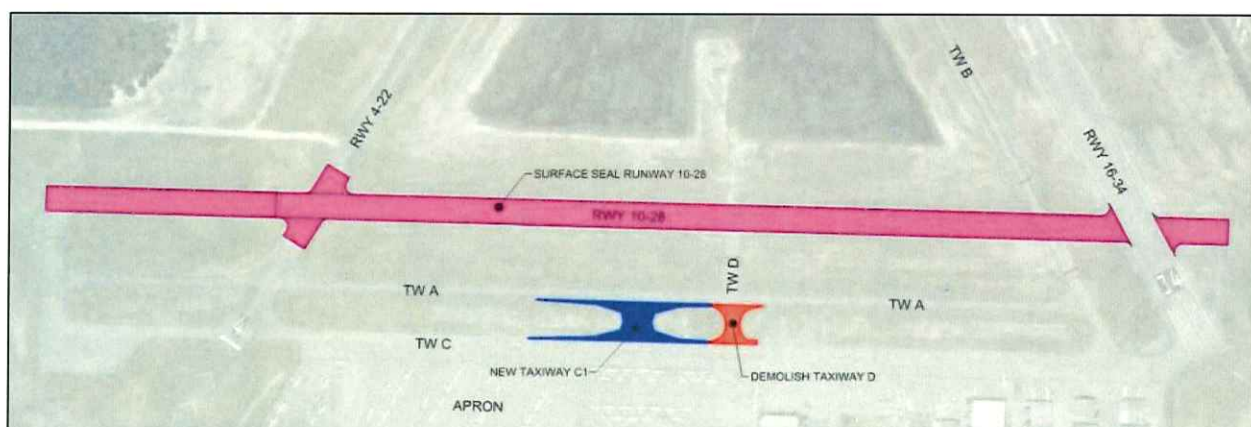 TW B
RWY 4-22
RWY 16-34
SURFACE SEAL RUNWAY 10-28
RWY 10-28
TW D
TW A
TW A
TW C
NEW TAXIWAY C1
DEMOLISH TAXIWAY D
APRON